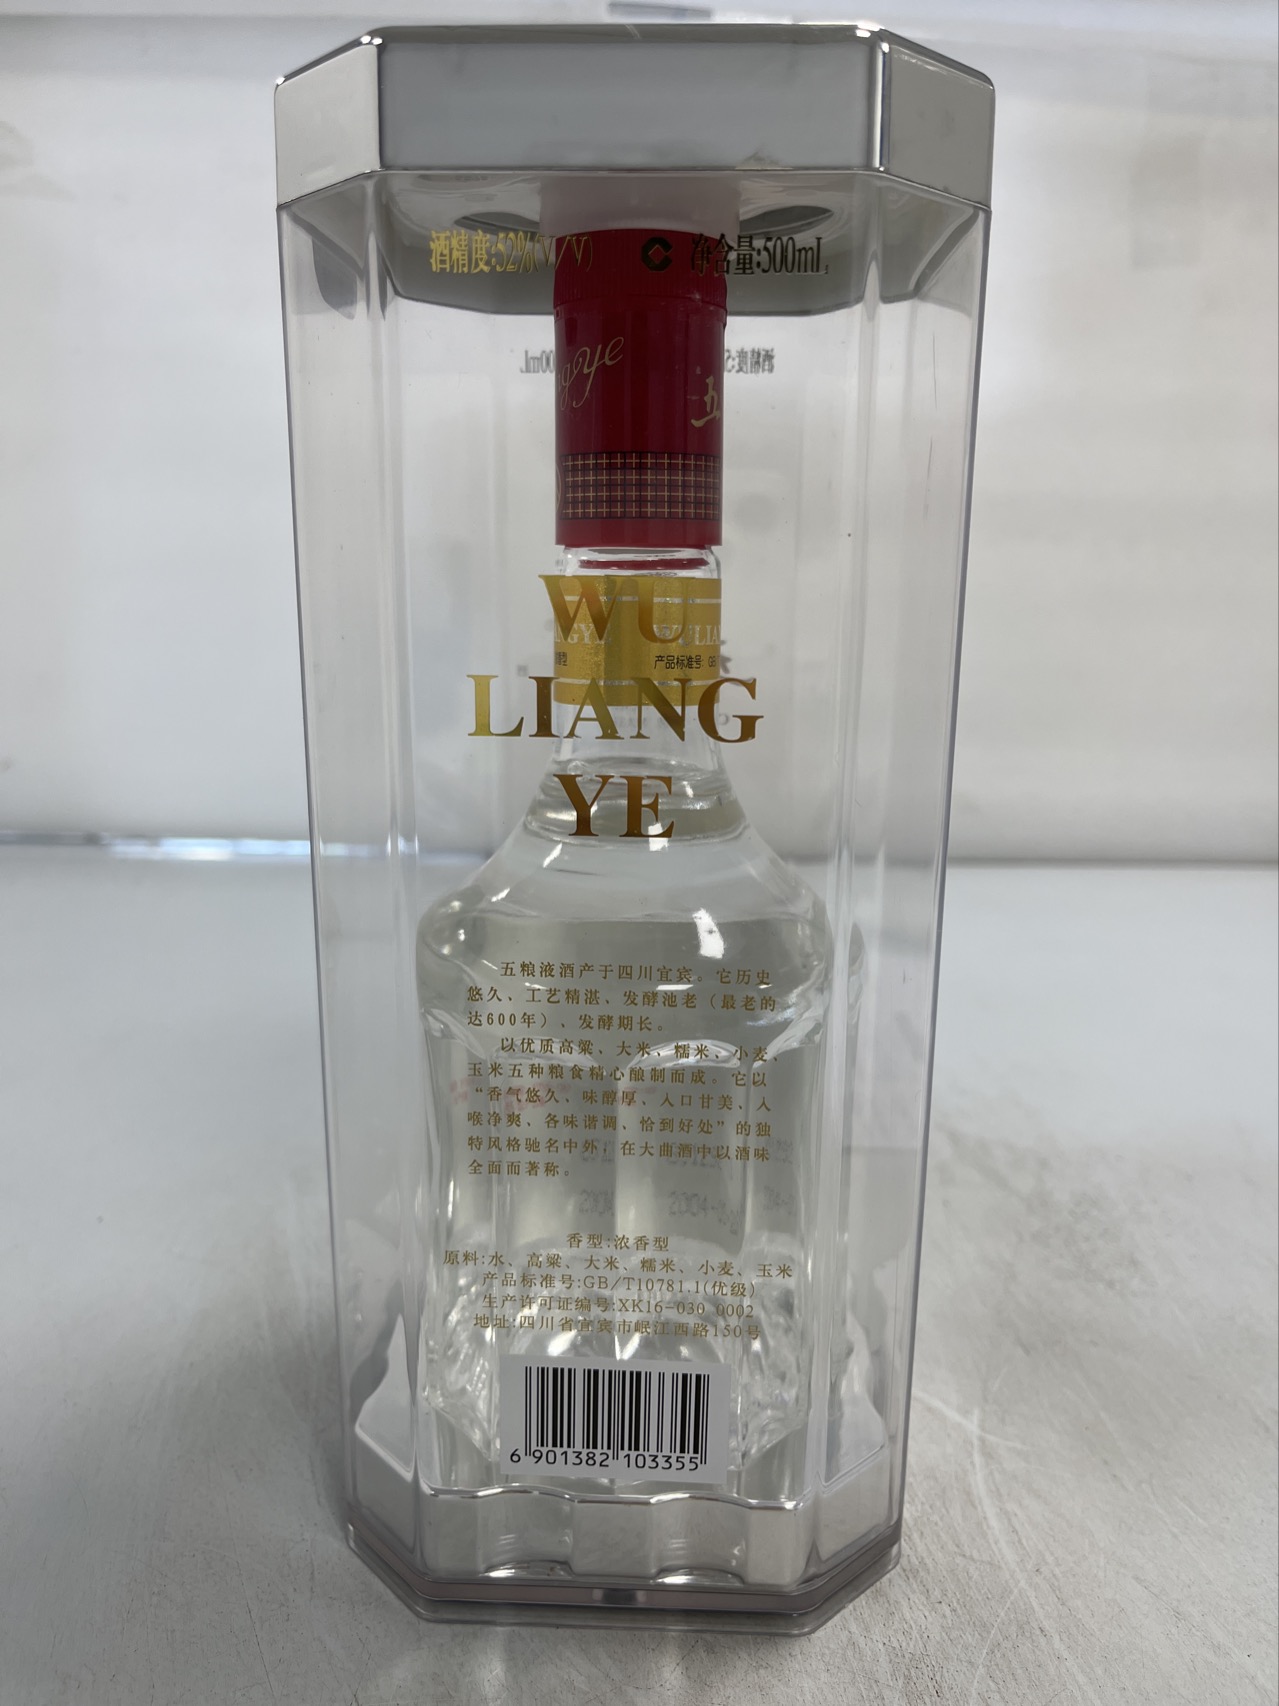 酒精度:52%(V/V) 净含量:500mL
gye 五
WU
WULIA
产品标准号: GB
LIANG
YE
五粮液酒产于四川宜宾。它历史
悠久、工艺精湛、发酵池老（最老的
达600年）、发酵期长。
以优质高粱、大米、糯米、小麦、
玉米五种粮食精心酿制而成。它以
“香气悠久、味醇厚、入口甘美、入
喉净爽、各味谐调、恰到好处”的独
特风格驰名中外，在大曲酒中以酒味
全面而著称。
香型:浓香型
原料:水、高粱、大米、糯米、小麦、玉米
产品标准号:GB/T10781.1(优级)
生产许可证编号:XK16-030 0002
地址:四川省宜宾市岷江西路150号
6 901382 103355